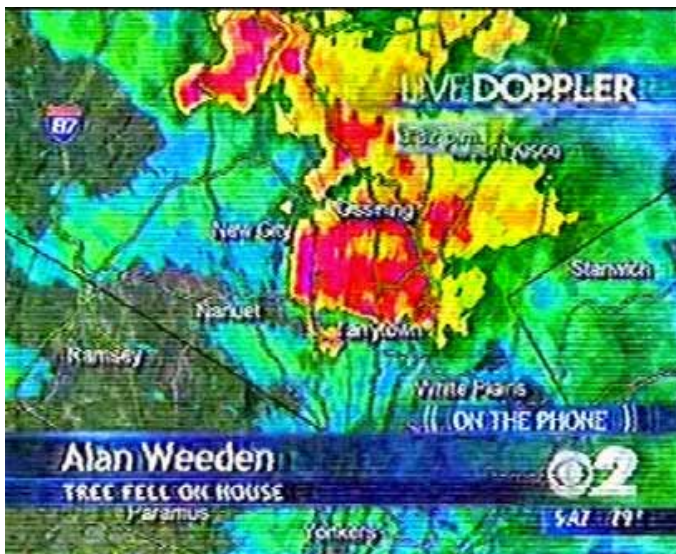 87
LIVE DOPPLER
Kisco
Ossining
New City
Stanwich
Nanuet
Tarrytown
Ramsey
White Plains
(( ON THE PHONE ))
Alan Weeden
2
TREE FELL ON HOUSE
Paramus
Yonkers